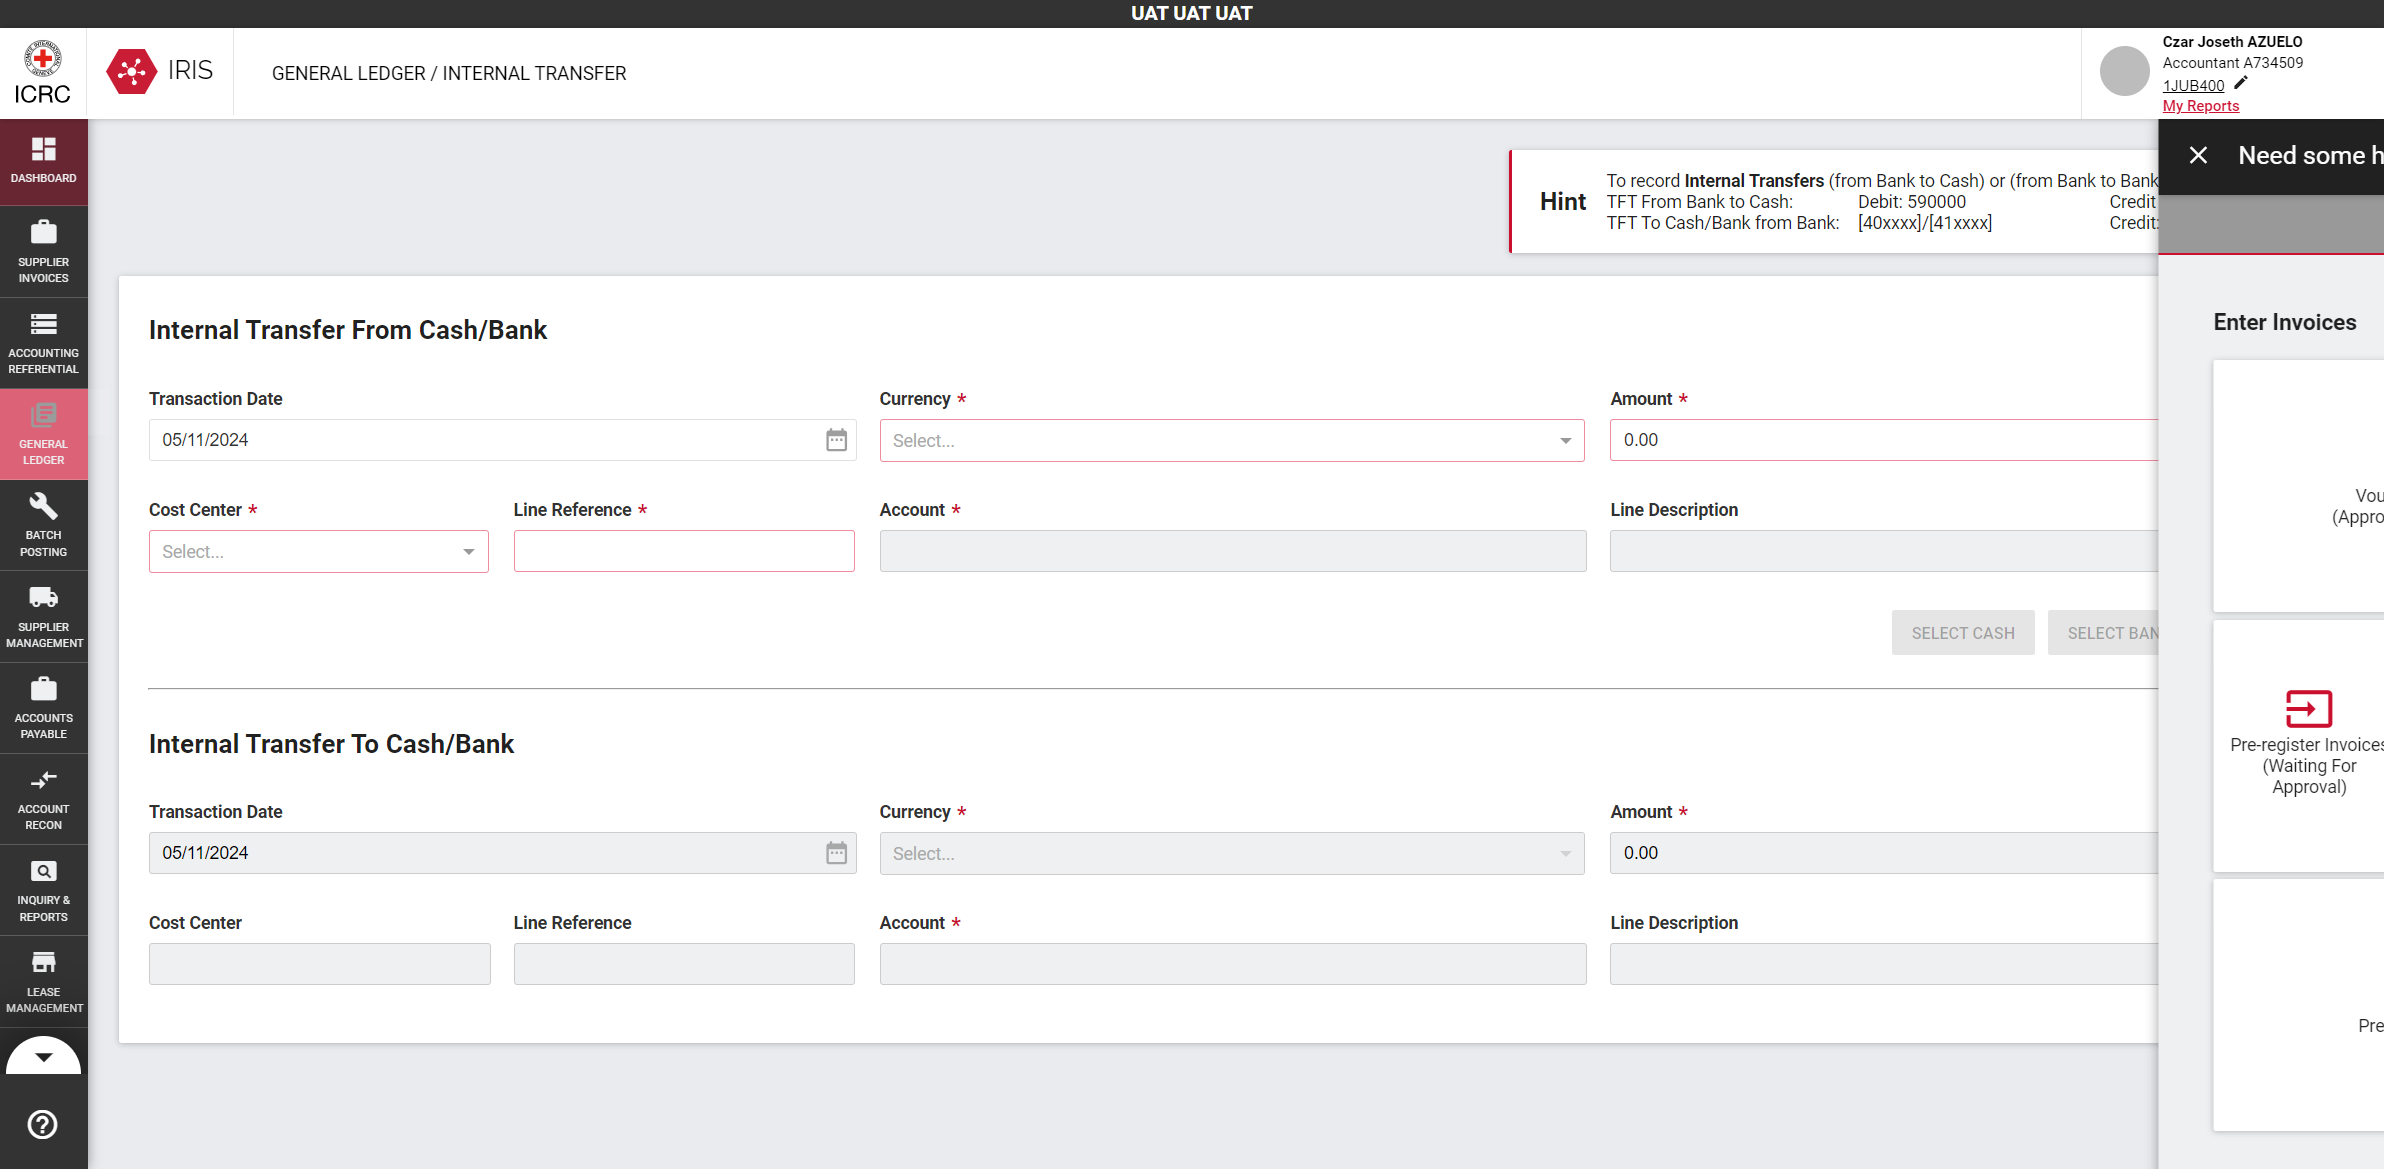 UAT UAT UAT
ICRC
IRIS
GENERAL LEDGER / INTERNAL TRANSFER
Czar Joseth AZUELO
Accountant A734509
1JUB400
My Reports
DASHBOARD
SUPPLIER
INVOICES
ACCOUNTING
REFERENTIAL
GENERAL
LEDGER
BATCH
POSTING
SUPPLIER
MANAGEMENT
ACCOUNTS
PAYABLE
ACCOUNT
RECON
INQUIRY &
REPORTS
LEASE
MANAGEMENT
Hint
To record Internal Transfers (from Bank to Cash) or (from Bank to Bank
TFT From Bank to Cash: Debit: 590000 Credit
TFT To Cash/Bank from Bank: [40xxxx]/[41xxxx] Credit:
Internal Transfer From Cash/Bank
Transaction Date Currency * Amount *
05/11/2024 Select... 0.00
Cost Center * Line Reference * Account * Line Description
Select...
SELECT CASH SELECT BAN
Internal Transfer To Cash/Bank
Transaction Date Currency * Amount *
05/11/2024 Select... 0.00
Cost Center Line Reference Account * Line Description
Need some h
Enter Invoices
Vou
(Appro
Pre-register Invoices
(Waiting For
Approval)
Pre